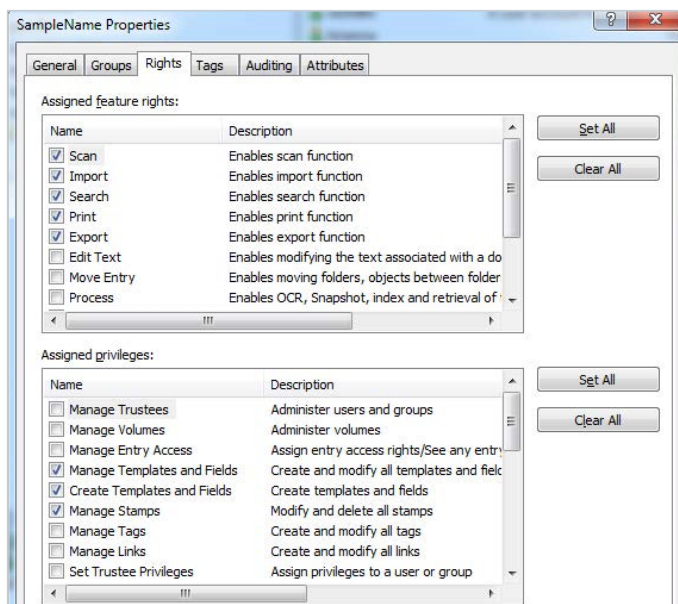 SampleName Properties
General Groups Rights Tags Auditing Attributes
Assigned feature rights:
Name Description
Scan Enables scan function
Import Enables import function
Search Enables search function
Print Enables print function
Export Enables export function
Edit Text Enables modifying the text associated with a do
Move Entry Enables moving folders, objects between folder
Process Enables OCR, Snapshot, index and retrieval of
Set All
Clear All
Assigned privileges:
Name Description
Manage Trustees Administer users and groups
Manage Volumes Administer volumes
Manage Entry Access Assign entry access rights/See any entry
Manage Templates and Fields Create and modify all templates and field
Create Templates and Fields Create templates and fields
Manage Stamps Modify and delete all stamps
Manage Tags Create and modify all tags
Manage Links Create and modify all links
Set Trustee Privileges Assign privileges to a user or group
Set All
Clear All